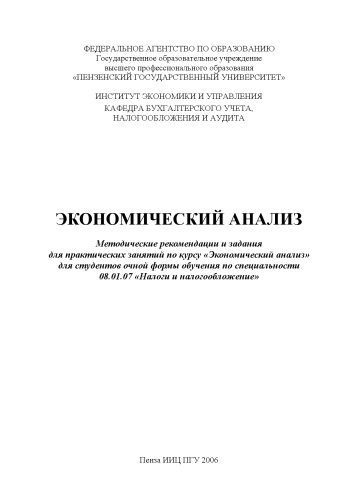 ФЕДЕРАЛЬНОЕ АГЕНТСТВО ПО ОБРАЗОВАНИЮ
Государственное образовательное учреждение
высшего профессионального образования
«ПЕНЗЕНСКИЙ ГОСУДАРСТВЕННЫЙ УНИВЕРСИТЕТ»
ИНСТИТУТ ЭКОНОМИКИ И УПРАВЛЕНИЯ
КАФЕДРА БУХГАЛТЕРСКОГО УЧЕТА,
НАЛОГООБЛОЖЕНИЯ И АУДИТА
ЭКОНОМИЧЕСКИЙ АНАЛИЗ
Методические рекомендации и задания
для практических занятий по курсу «Экономический анализ»
для студентов очной формы обучения по специальности
08.01.07 «Налоги и налогообложение»
Пенза ИИЦ ПГУ 2006